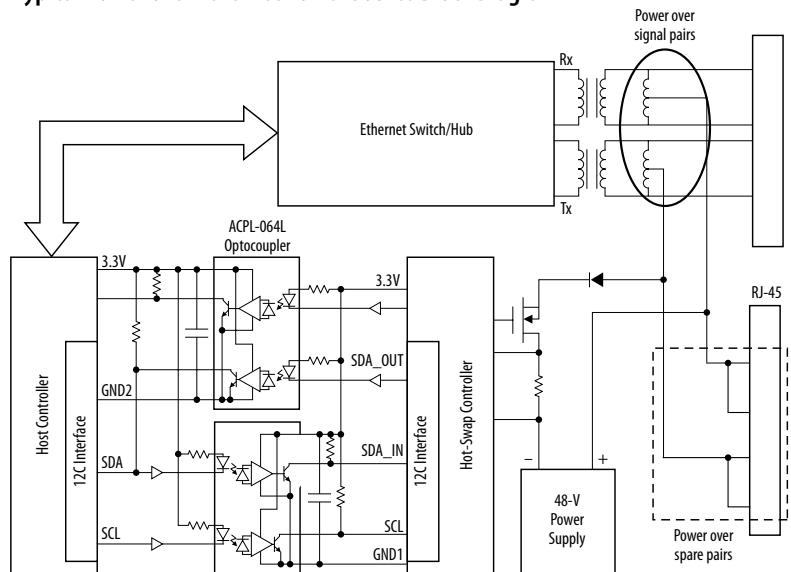 Power over
signal pairs
Rx
Ethernet Switch/Hub
Tx
ACPL-064L
Optocoupler
3.3V
3.3V
RJ-45
SDA_OUT
GND2
Host Controller
12C Interface
SDA
SCL
SDA_IN
SCL
GND1
12C Interface
Hot-Swap Controller
–
+
48-V
Power
Supply
Power over
spare pairs